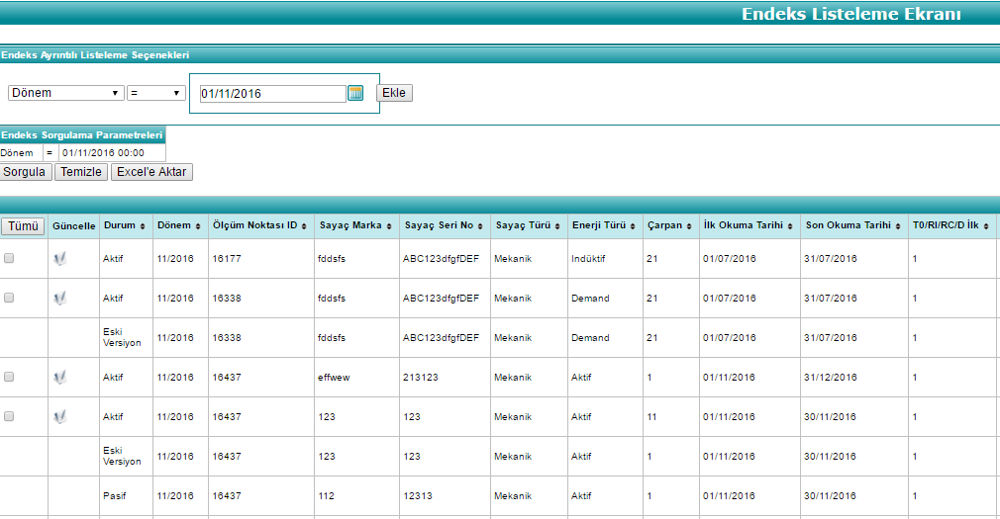 Endeks Listeleme Ekranı
Endeks Ayrıntılı Listeleme Seçenekleri
Dönem = 01/11/2016 Ekle
Endeks Sorgulama Parametreleri
Dönem = 01/11/2016 00:00
Sorgula Temizle Excel'e Aktar
Tümü Güncelle Durum Dönem Ölçüm Noktası ID Sayaç Marka Sayaç Seri No Sayaç Türü Enerji Türü Çarpan İlk Okuma Tarihi Son Okuma Tarihi T0/RI/RC/D İlk
Aktif 11/2016 16177 fddsfs ABC123dfgfDEF Mekanik Indüktif 21 01/07/2016 31/07/2016 1
Aktif 11/2016 16338 fddsfs ABC123dfgfDEF Mekanik Demand 21 01/07/2016 31/07/2016 1
Eski Versiyon 11/2016 16338 fddsfs ABC123dfgfDEF Mekanik Demand 21 01/07/2016 31/07/2016 1
Aktif 11/2016 16437 effwew 213123 Mekanik Aktif 1 01/11/2016 31/12/2016 1
Aktif 11/2016 16437 123 123 Mekanik Aktif 11 01/11/2016 30/11/2016 1
Eski Versiyon 11/2016 16437 123 123 Mekanik Aktif 1 01/11/2016 30/11/2016 1
Pasif 11/2016 16437 112 12313 Mekanik Aktif 1 01/11/2016 30/11/2016 1